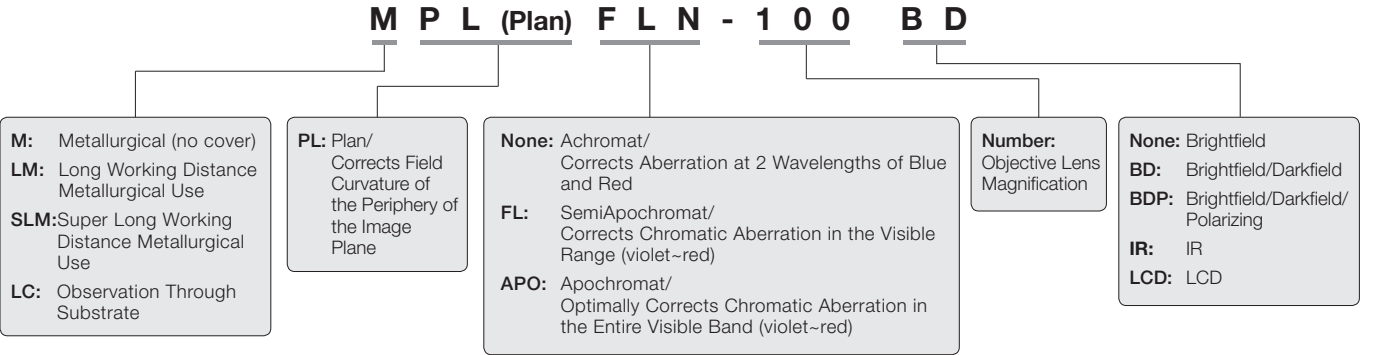 M P L (Plan) F L N - 1 0 0 B D
M: Metallurgical (no cover)
LM: Long Working Distance
Metallurgical Use
SLM:Super Long Working
Distance Metallurgical
Use
LC: Observation Through
Substrate
PL: Plan/
Corrects Field
Curvature of
the Periphery of
the Image
Plane
None: Achromat/
Corrects Aberration at 2 Wavelengths of Blue
and Red
FL: SemiApochromat/
Corrects Chromatic Aberration in the Visible
Range (violet~red)
APO: Apochromat/
Optimally Corrects Chromatic Aberration in
the Entire Visible Band (violet~red)
Number:
Objective Lens
Magnification
None: Brightfield
BD: Brightfield/Darkfield
BDP: Brightfield/Darkfield/
Polarizing
IR: IR
LCD: LCD